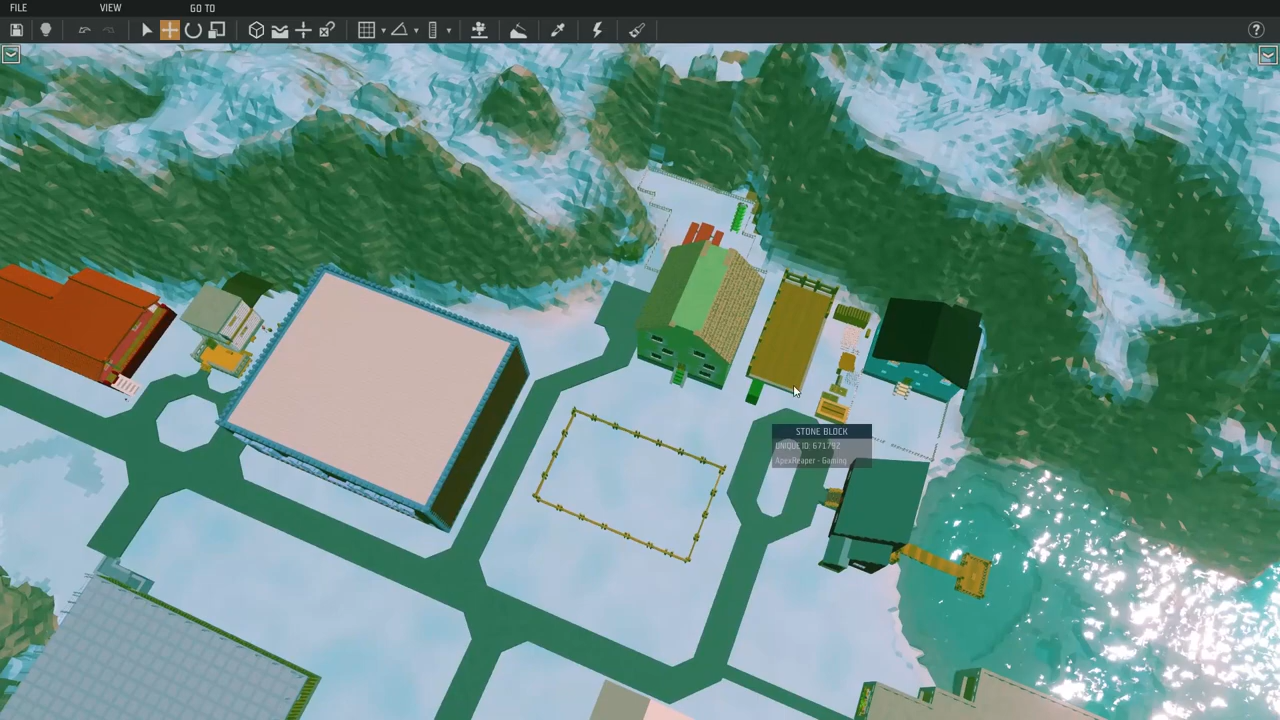 FILE VIEW GO TO
STONE BLOCK
UNIQUE ID: 671792
ApexReaper - Gaming